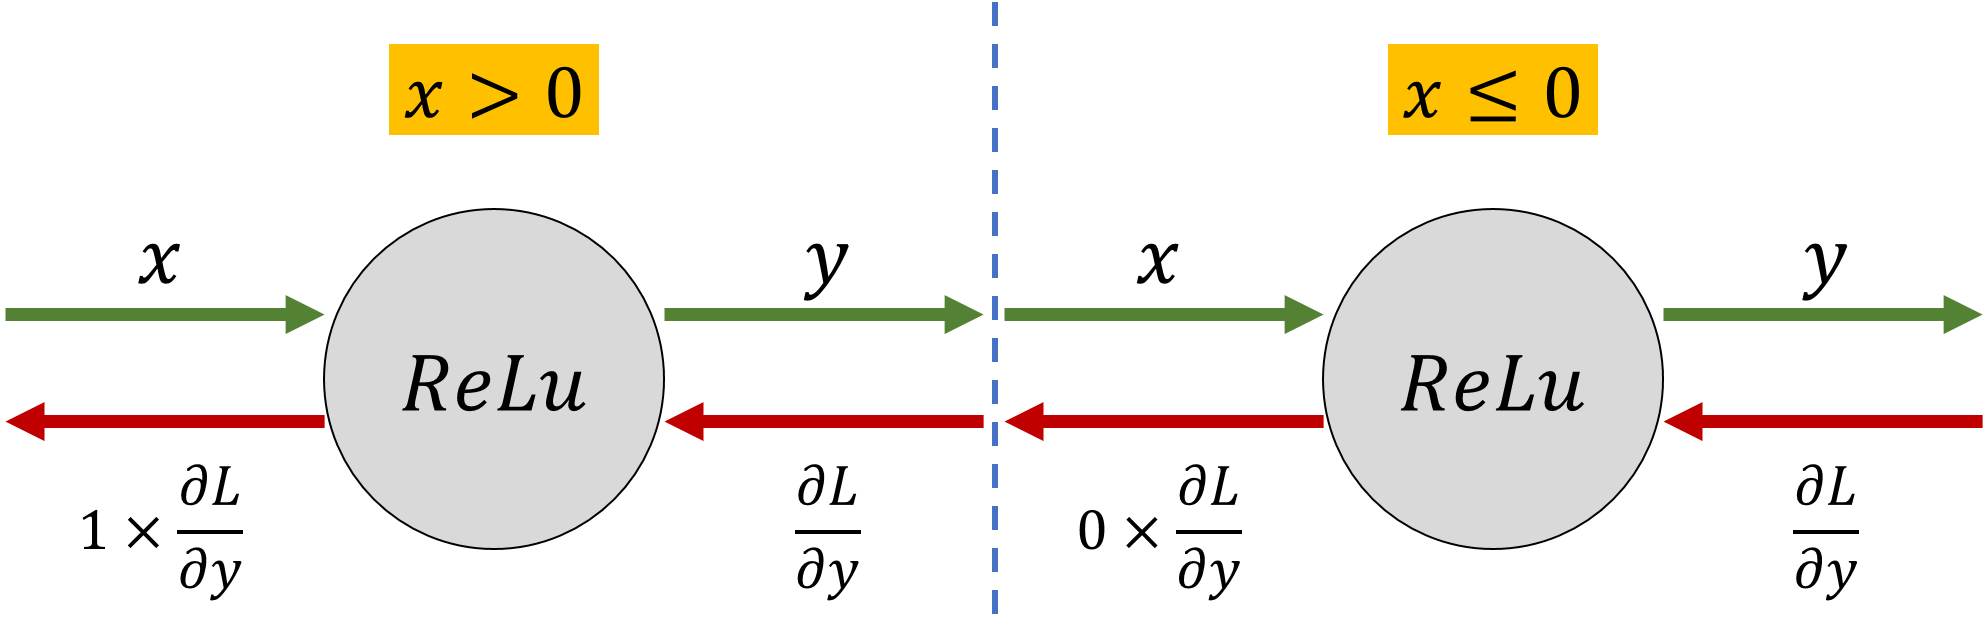 x > 0
x y
ReLu
1 × ∂L/∂y ∂L/∂y
x ≤ 0
x y
ReLu
0 × ∂L/∂y ∂L/∂y